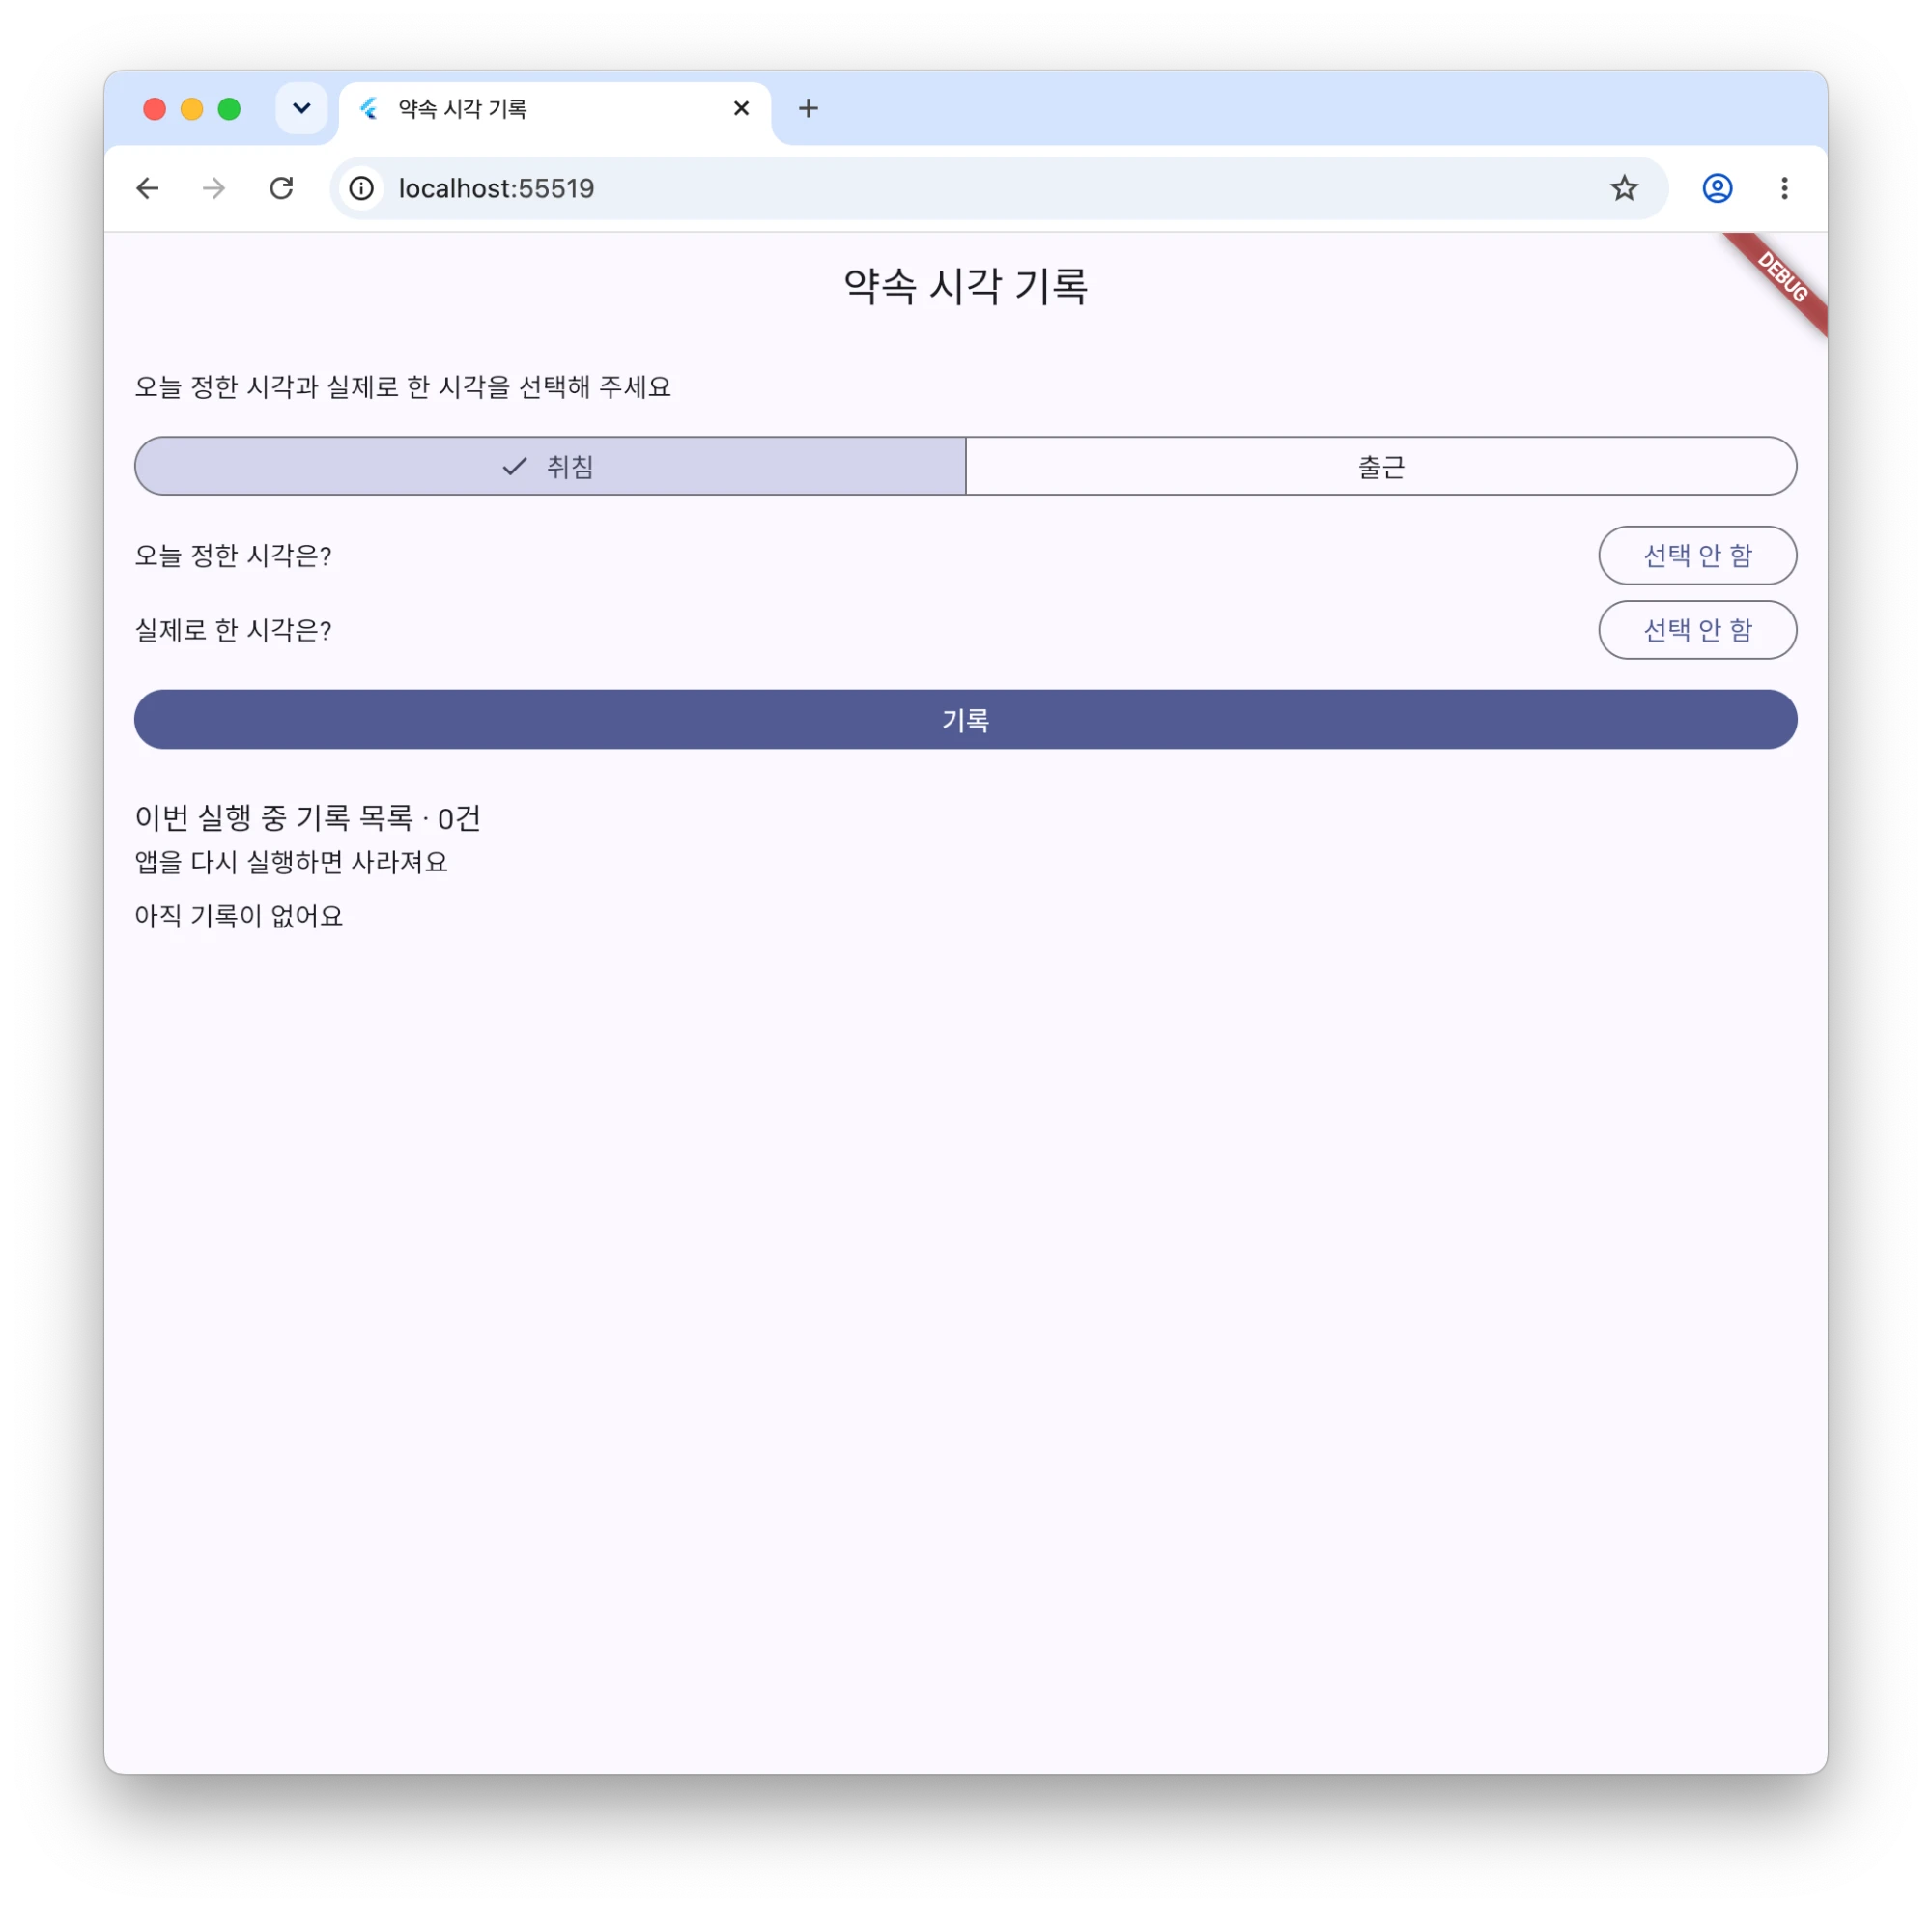 약속 시각 기록
localhost:55519
약속 시각 기록
DEBUG
오늘 정한 시각과 실제로 한 시각을 선택해 주세요
취침
출근
오늘 정한 시각은?
선택 안 함
실제로 한 시각은?
선택 안 함
기록
이번 실행 중 기록 목록 · 0건
앱을 다시 실행하면 사라져요
아직 기록이 없어요